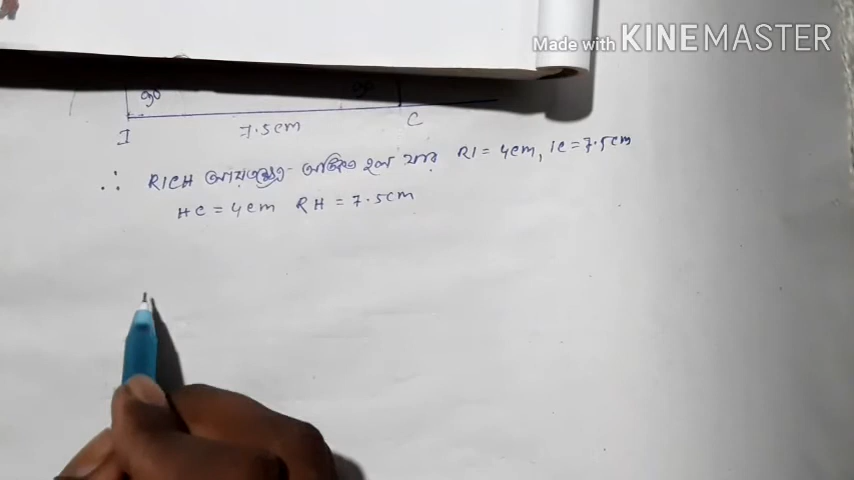 Made with KINEMASTER
90 90
I 7.5cm C
∴ RICH আয়তক্ষেত্র অঙ্কিত হল যার RI = 4cm, IC = 7.5cm
HC = 4cm RH = 7.5cm